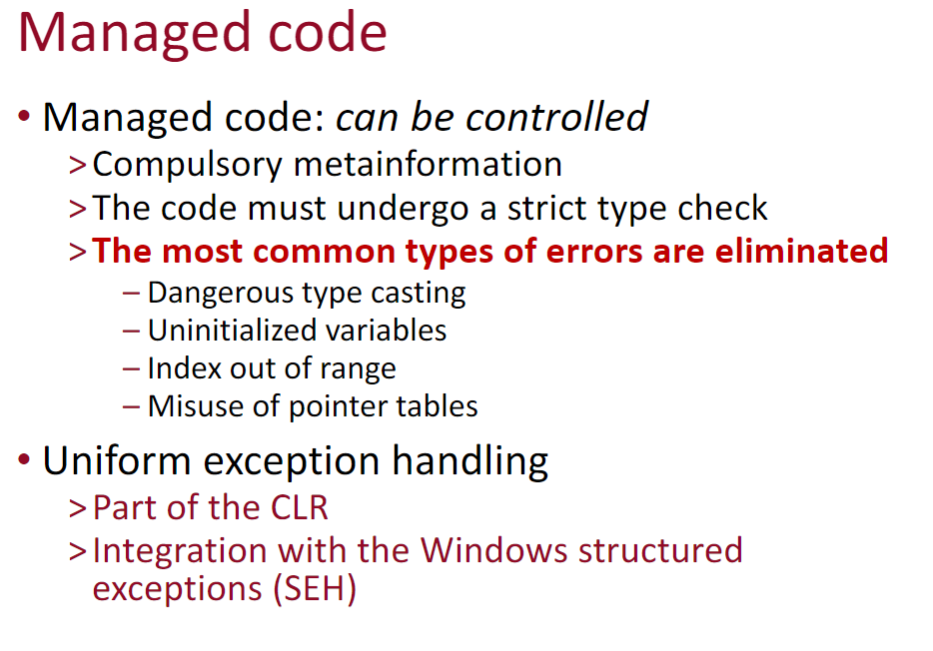 Managed code
• Managed code: can be controlled
>Compulsory metainformation
>The code must undergo a strict type check
>The most common types of errors are eliminated
– Dangerous type casting
– Uninitialized variables
– Index out of range
– Misuse of pointer tables
• Uniform exception handling
>Part of the CLR
>Integration with the Windows structured
exceptions (SEH)